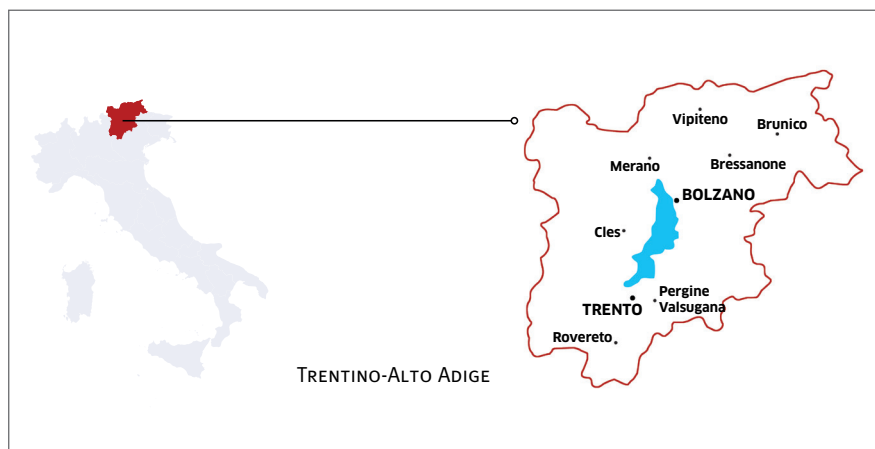 Vipiteno
Brunico
Merano
Bressanone
BOLZANO
Cles
Pergine
Valsugana
TRENTO
Rovereto
TRENTINO-ALTO ADIGE